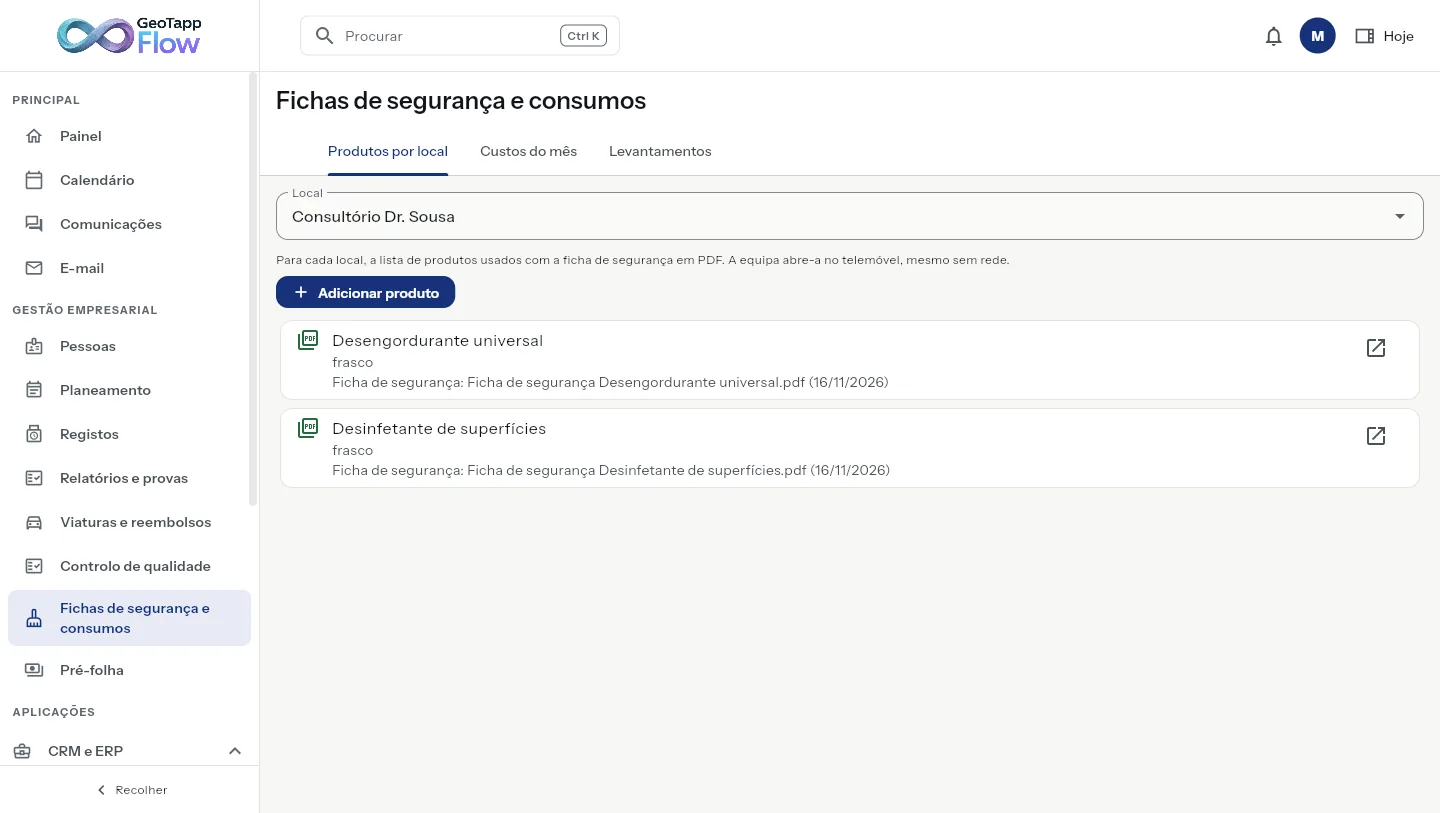 GeoTapp
Flow
Procurar
Ctrl K
M
Hoje
PRINCIPAL
Painel
Calendário
Comunicações
E-mail
GESTÃO EMPRESARIAL
Pessoas
Planeamento
Registos
Relatórios e provas
Viaturas e reembolsos
Controlo de qualidade
Fichas de segurança e
consumos
Pré-folha
APLICAÇÕES
CRM e ERP
Recolher
Fichas de segurança e consumos
Produtos por local
Custos do mês
Levantamentos
Local
Consultório Dr. Sousa
Para cada local, a lista de produtos usados com a ficha de segurança em PDF. A equipa abre-a no telemóvel, mesmo sem rede.
Adicionar produto
PDF
Desengordurante universal
frasco
Ficha de segurança: Ficha de segurança Desengordurante universal.pdf (16/11/2026)
PDF
Desinfetante de superfícies
frasco
Ficha de segurança: Ficha de segurança Desinfetante de superfícies.pdf (16/11/2026)